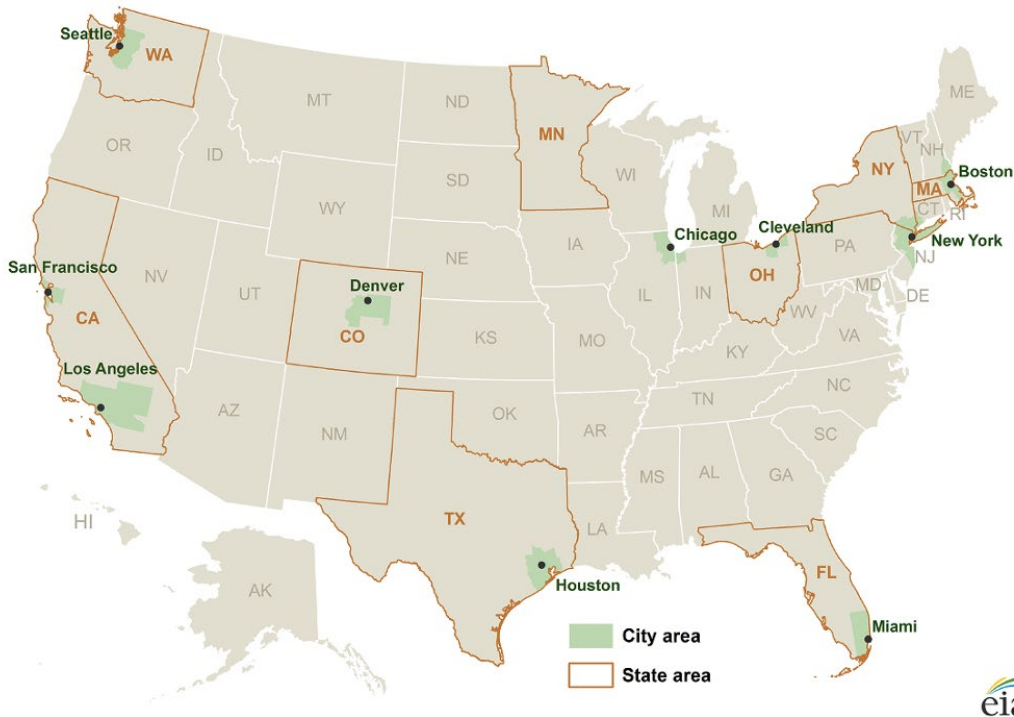 Seattle
WA
MT
ND
MN
ME
VT
NH
OR
ID
SD
WI
MI
NY
MA
Boston
CT
RI
WY
IA
Chicago
Cleveland
PA
New York
NJ
NE
San Francisco
NV
UT
Denver
IL
IN
OH
MD
DE
WV
CA
CO
KS
MO
KY
VA
Los Angeles
AZ
NM
OK
AR
TN
NC
SC
MS
AL
GA
TX
LA
HI
AK
Houston
FL
Miami
City area
State area
eia